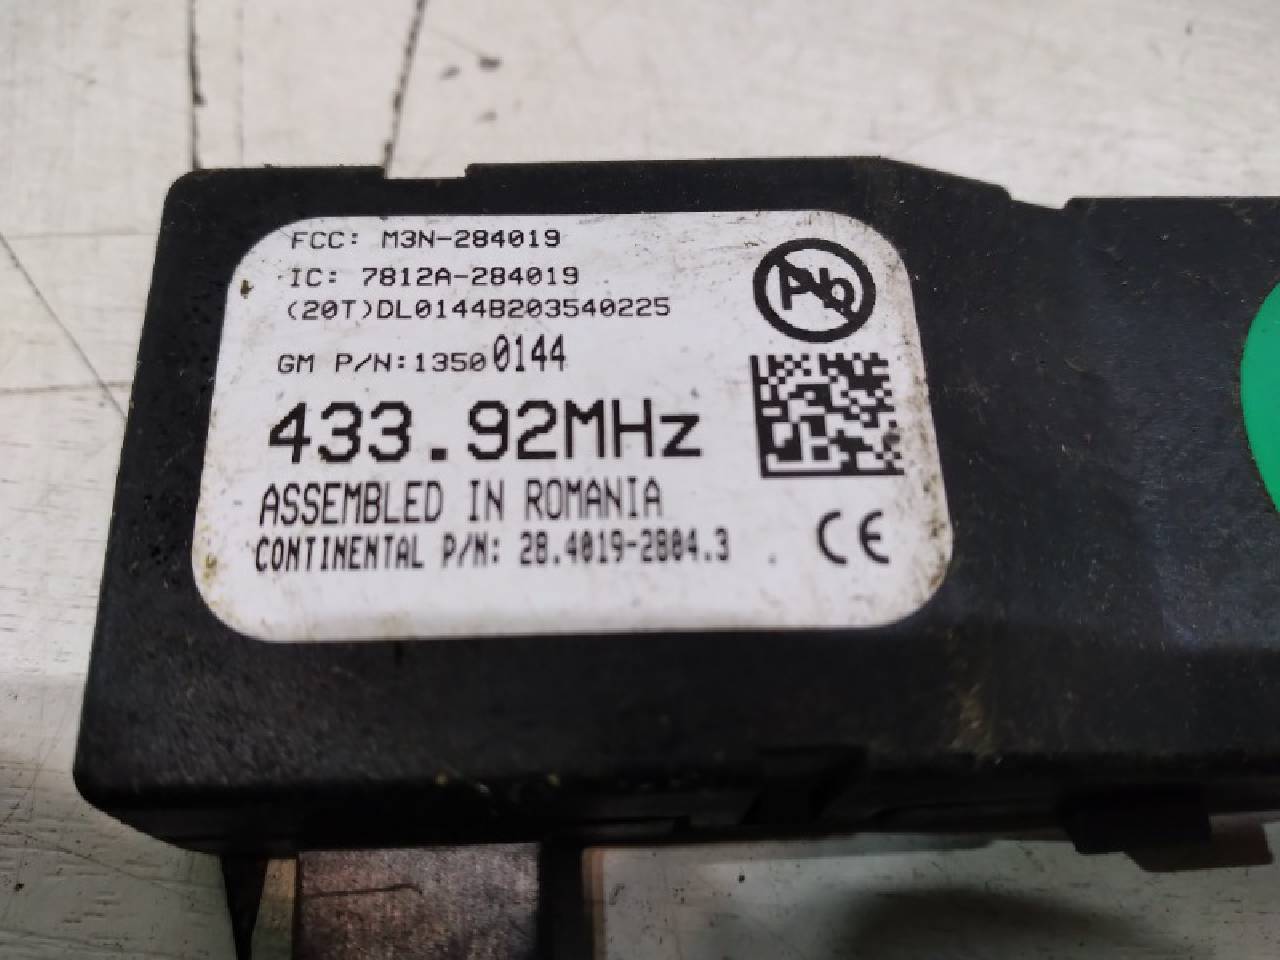 FCC: M3N-284019
IC: 7812A-284019
(20T)DL0144B203540225
GM P/N:13500144
433.92MHz
ASSEMBLED IN ROMANIA
CONTINENTAL P/N: 28.4019-2804.3
Pb
CE